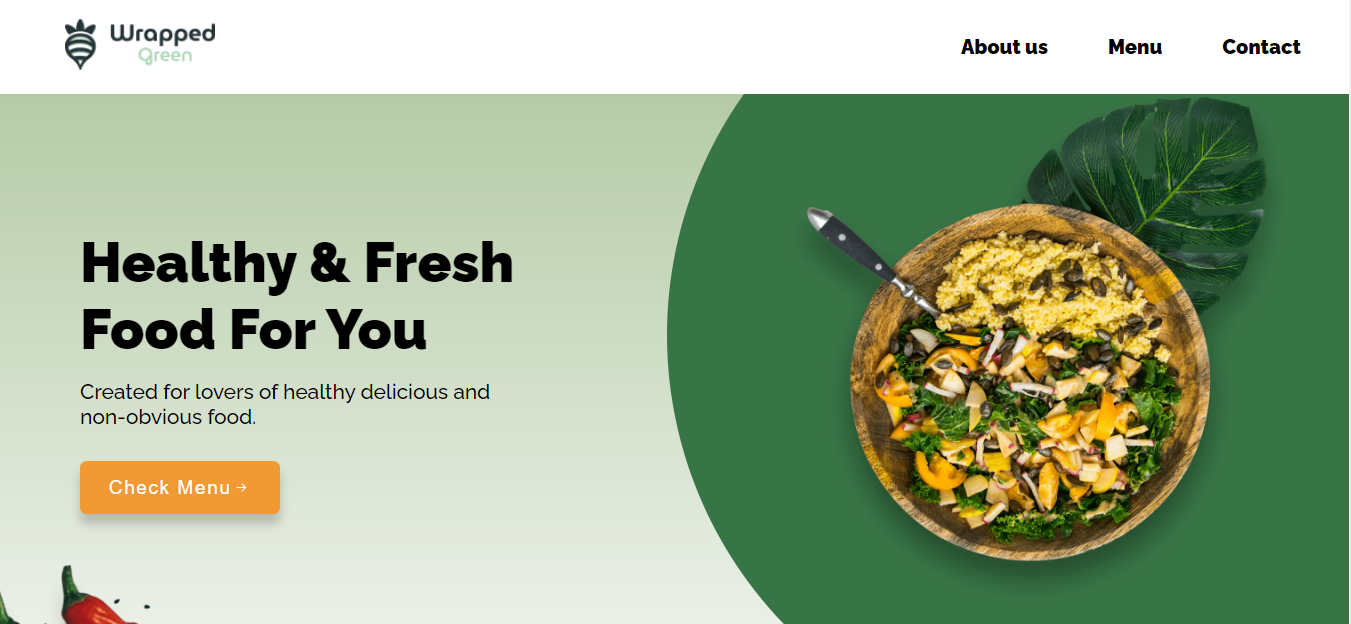 Wrapped
green
About us
Menu
Contact
Healthy & Fresh
Food For You
Created for lovers of healthy delicious and
non-obvious food.
Check Menu →